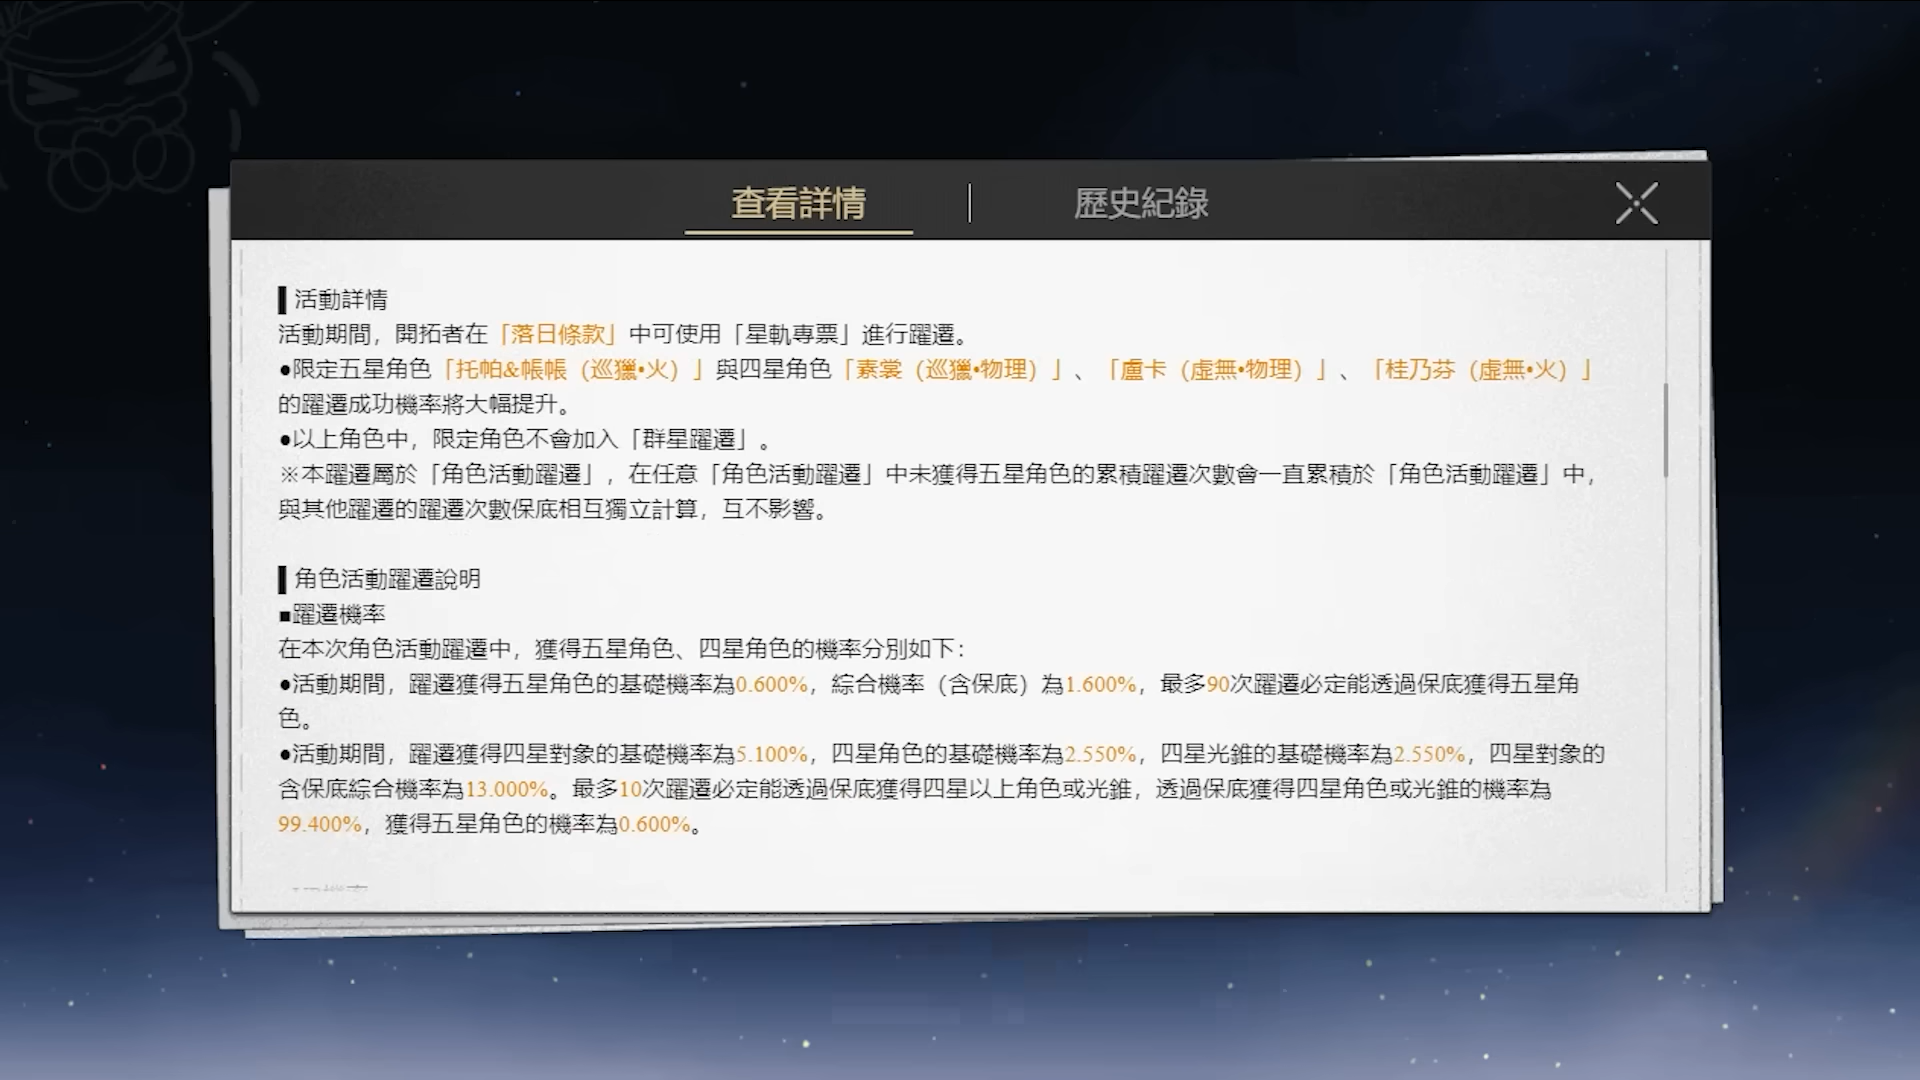 查看詳情
歷史紀錄
▌活動詳情
活動期間，開拓者在「落日條款」中可使用「星軌專票」進行躍遷。
●限定五星角色「托帕&帳帳（巡獵•火）」與四星角色「素裳（巡獵•物理）」、「盧卡（虛無•物理）」、「桂乃芬（虛無•火）」
的躍遷成功機率將大幅提升。
●以上角色中，限定角色不會加入「群星躍遷」。
※本躍遷屬於「角色活動躍遷」，在任意「角色活動躍遷」中未獲得五星角色的累積躍遷次數會一直累積於「角色活動躍遷」中，
與其他躍遷的躍遷次數保底相互獨立計算，互不影響。
▌角色活動躍遷說明
■躍遷機率
在本次角色活動躍遷中，獲得五星角色、四星角色的機率分別如下：
●活動期間，躍遷獲得五星角色的基礎機率為0.600%，綜合機率（含保底）為1.600%，最多90次躍遷必定能透過保底獲得五星角
色。
●活動期間，躍遷獲得四星對象的基礎機率為5.100%，四星角色的基礎機率為2.550%，四星光錐的基礎機率為2.550%，四星對象的
含保底綜合機率為13.000%。最多10次躍遷必定能透過保底獲得四星以上角色或光錐，透過保底獲得四星角色或光錐的機率為
99.400%，獲得五星角色的機率為0.600%。